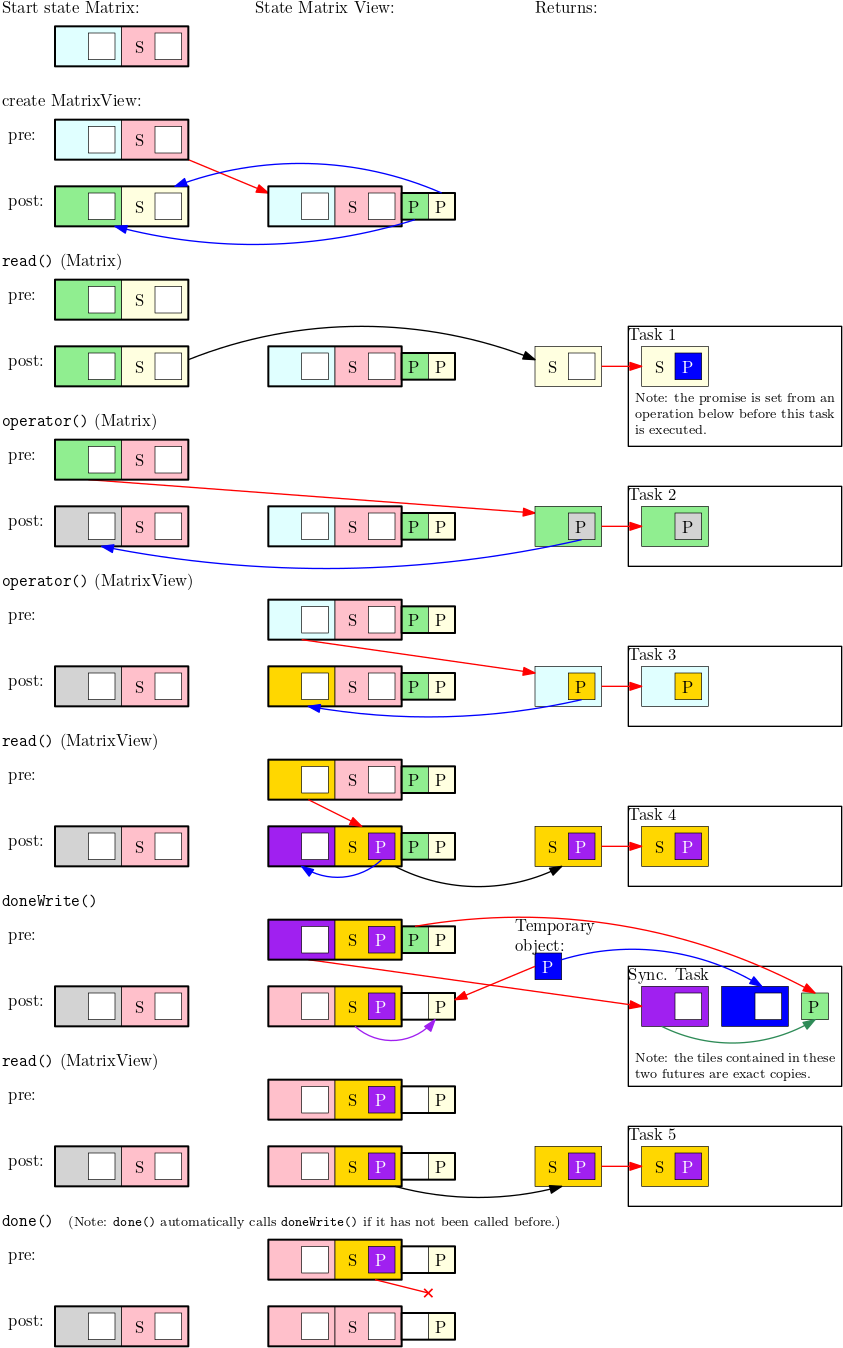 Start state Matrix: State Matrix View: Returns:
S
create MatrixView:
pre: S
post: S S P P
read() (Matrix)
pre: S
Task 1
post: S S P P S S P
Note: the promise is set from an
operation below before this task
is executed.
operator() (Matrix)
pre: S
Task 2
post: S S P P P P
operator() (MatrixView)
pre: S P P
Task 3
post: S S P P P P
read() (MatrixView)
pre: S P P
Task 4
post: S S P P P S P S P
doneWrite()
Temporary
object:
pre: S P P P
P
Sync. Task
post: S S P P P
Note: the tiles contained in these
two futures are exact copies.
read() (MatrixView)
pre: S P P
Task 5
post: S S P P S P S P
done() (Note: done() automatically calls doneWrite() if it has not been called before.)
pre: S P P
post: S S P